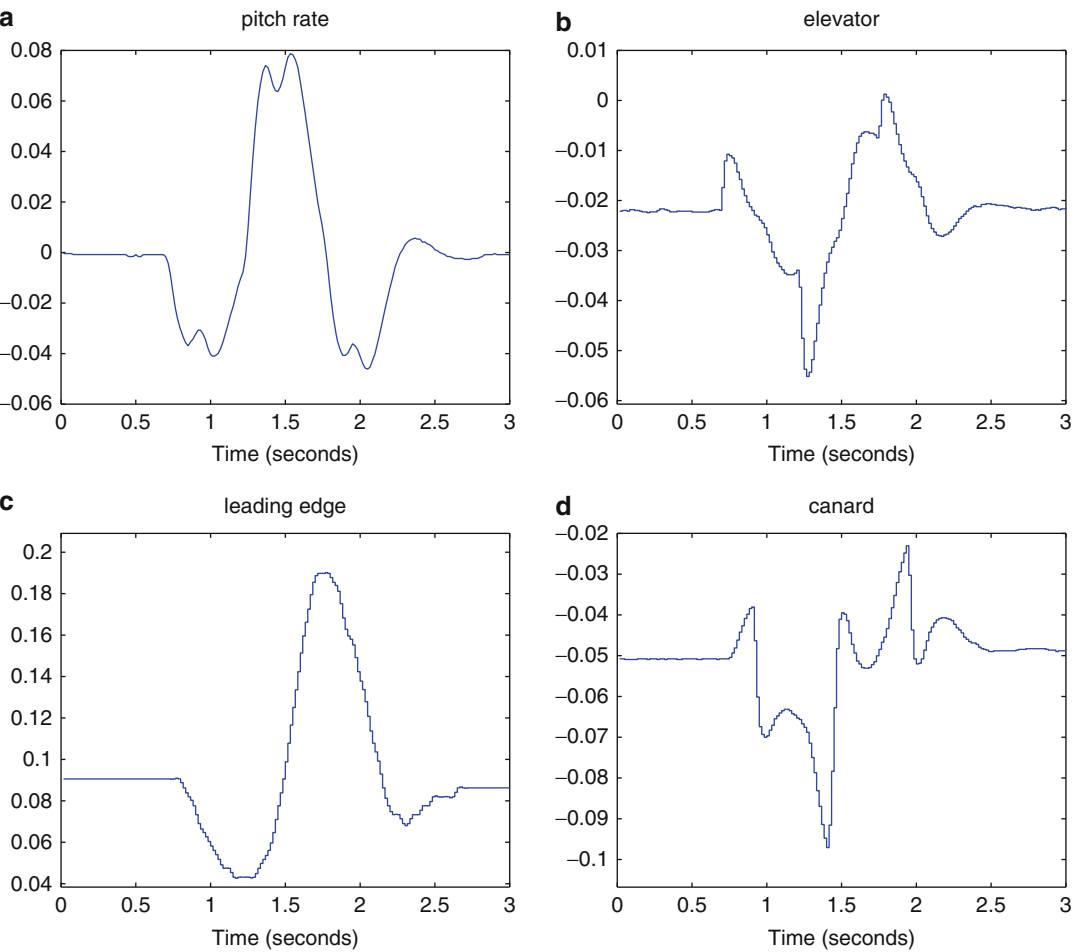 a
pitch rate
0.08
0.06
0.04
0.02
0
−0.02
−0.04
−0.06
0 0.5 1 1.5 2 2.5 3
Time (seconds)
b
elevator
0.01
0
−0.01
−0.02
−0.03
−0.04
−0.05
−0.06
0 0.5 1 1.5 2 2.5 3
Time (seconds)
c
leading edge
0.2
0.18
0.16
0.14
0.12
0.1
0.08
0.06
0.04
0 0.5 1 1.5 2 2.5 3
Time (seconds)
d
canard
−0.02
−0.03
−0.04
−0.05
−0.06
−0.07
−0.08
−0.09
−0.1
0 0.5 1 1.5 2 2.5 3
Time (seconds)